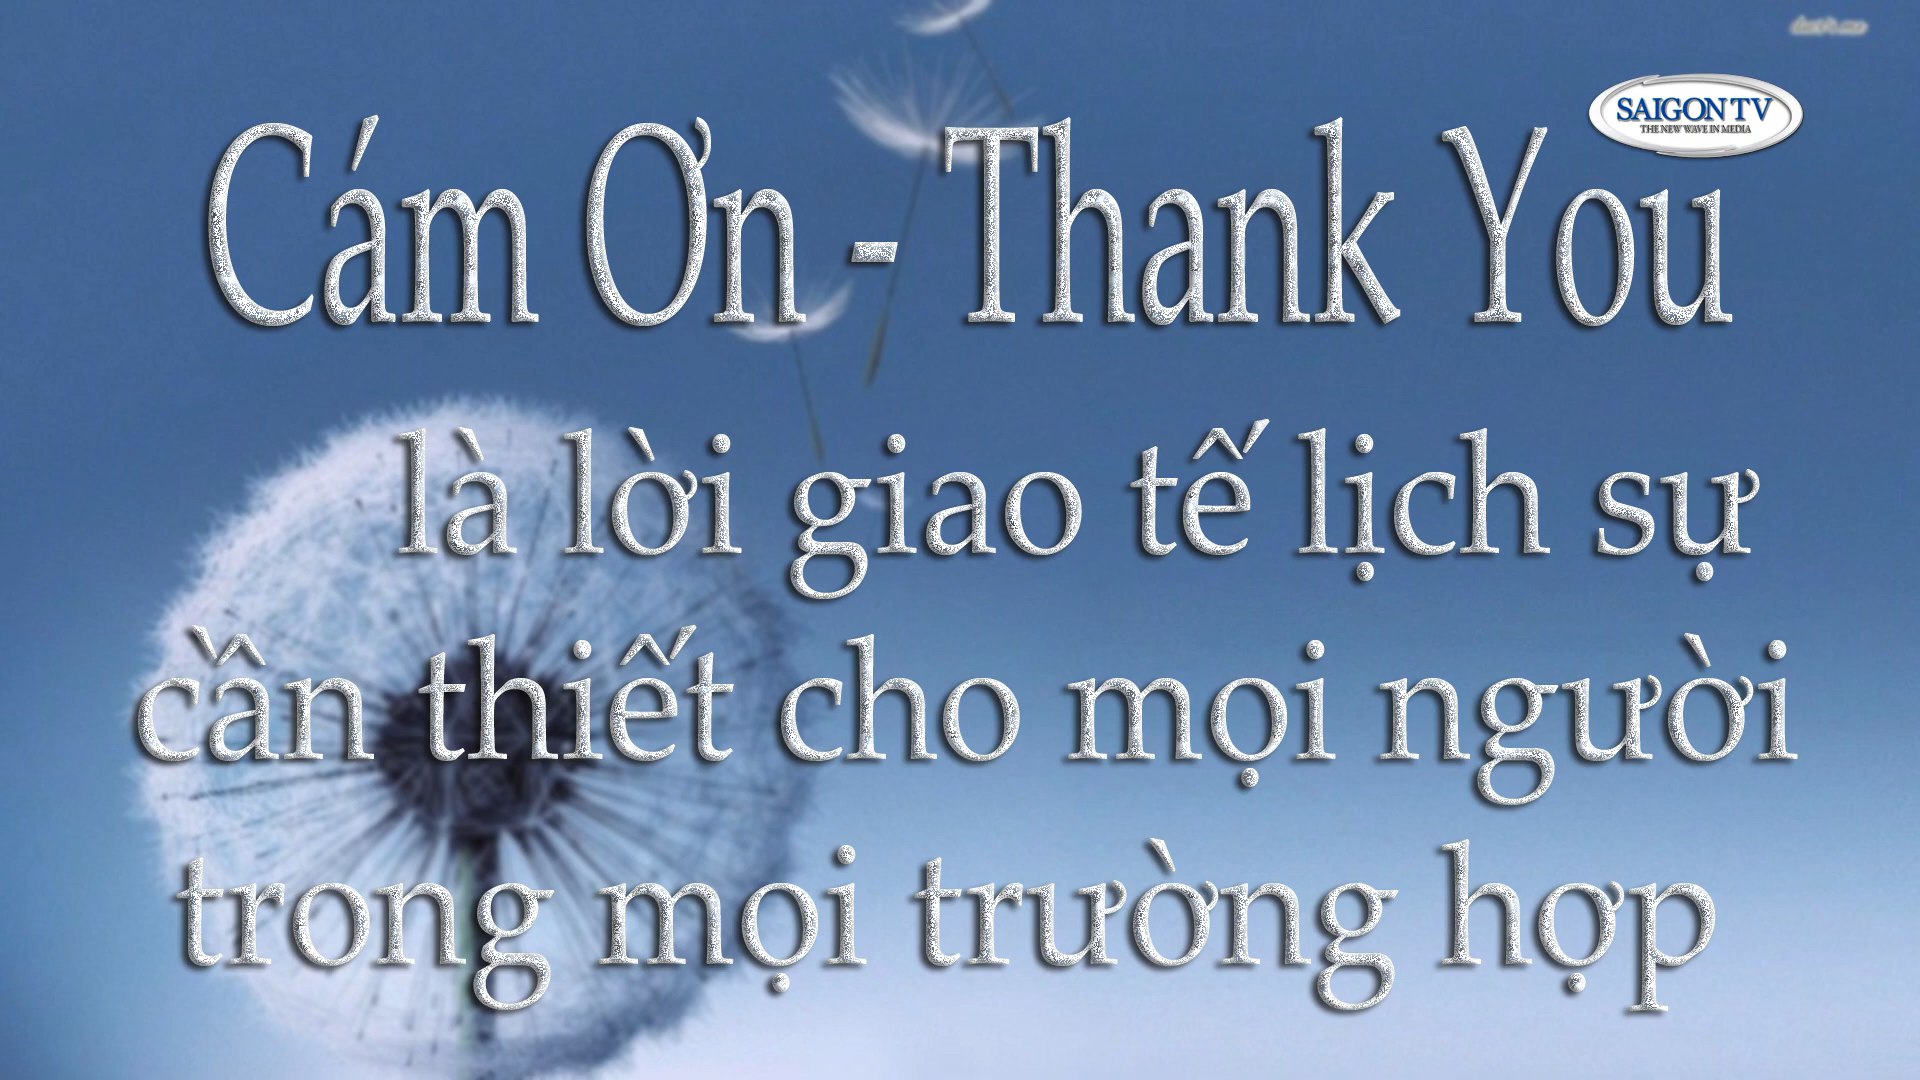 SAIGON TV
THE NEW WAVE IN MEDIA
Cám Ơn - Thank You
là lời giao tế lịch sự
cần thiết cho mọi người
trong mọi trường hợp